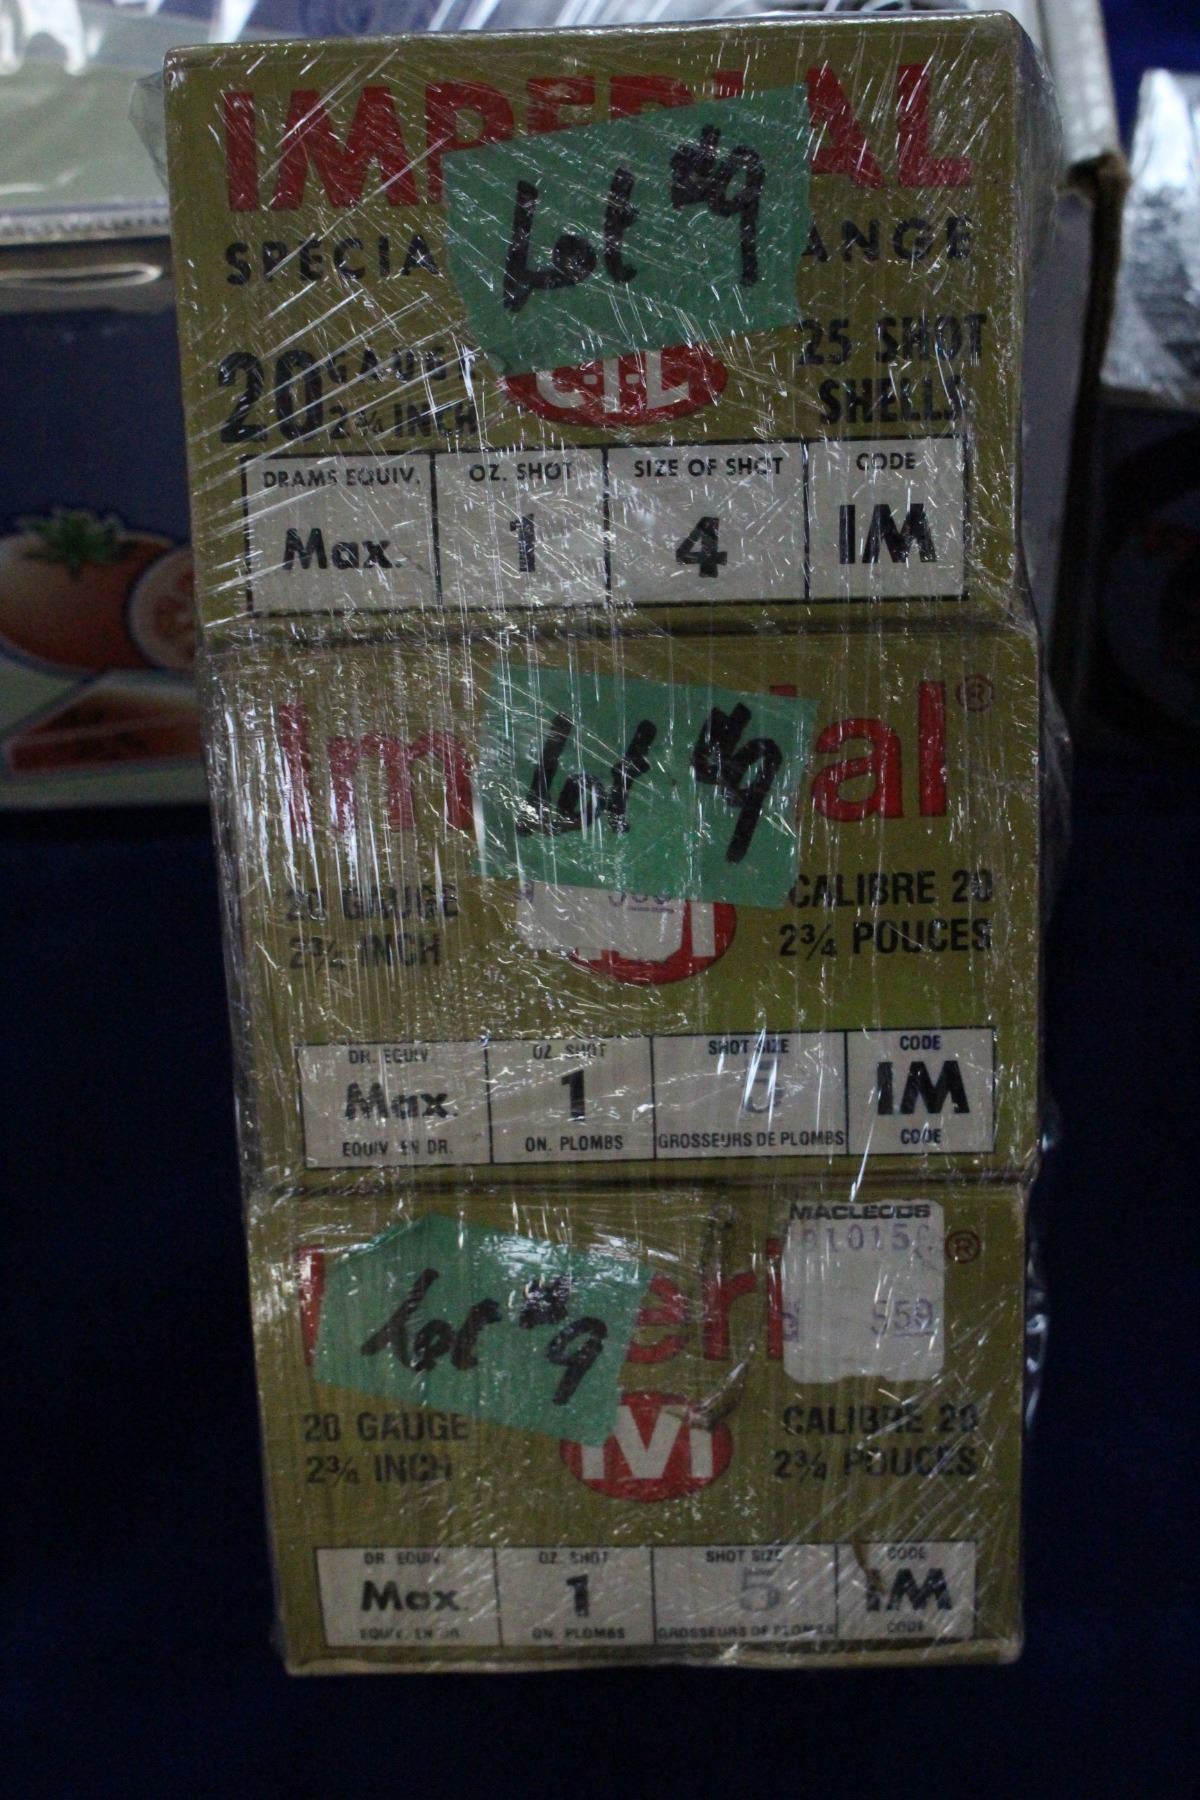 IMPERIAL
Lot #9
SPECIA ANGE
20 GAUGE
2¾ INCH
C-I-L
25 SHOT
SHELLS
DRAMS EQUIV. OZ. SHOT SIZE OF SHOT CODE
Max. 1 4 IM
Im al ®
Lot #9
20 GAUGE
2¾ INCH
CALIBRE 20
2¾ POUCES
DR. EQUIV. OZ. SHOT SHOT SIZE CODE
Max. 1 5 IM
EQUIV. EN DR. ON. PLOMBS GROSSEURS DE PLOMBS CODE
MACLEODS
eri ®
Lot #9
559
20 GAUGE
2¾ INCH
IVI
CALIBRE 20
2¾ POUCES
DR. EQUIV. OZ. SHOT SHOT SIZE CODE
Max. 1 5 IM
EQUIV. EN DR. ON. PLOMBS GROSSEURS DE PLOMBS CODE